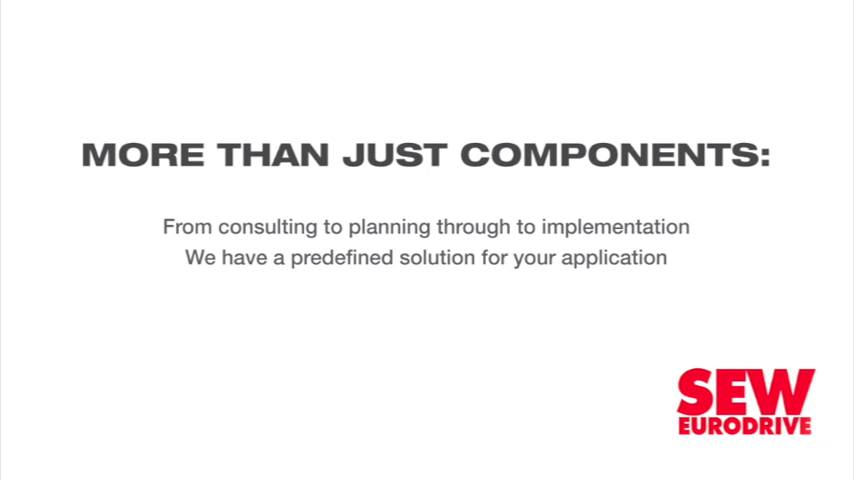 MORE THAN JUST COMPONENTS:
From consulting to planning through to implementation
We have a predefined solution for your application
SEW
EURODRIVE